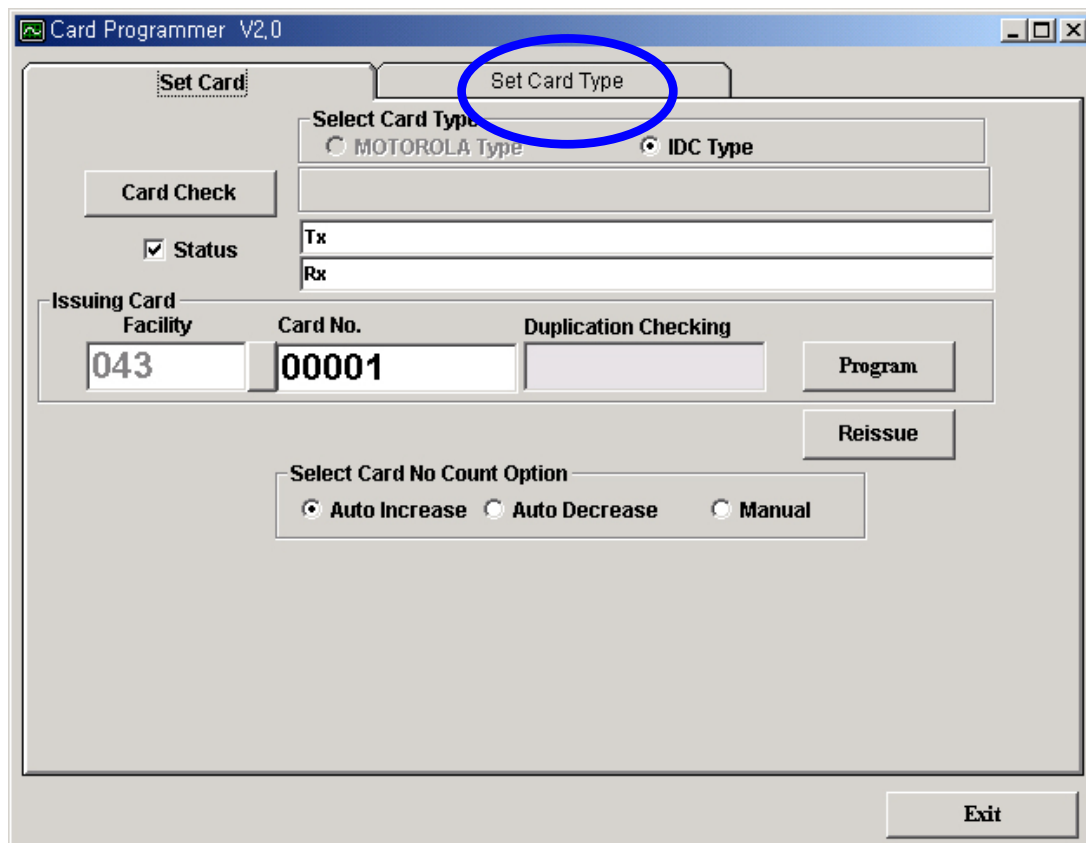 Card Programmer V2,0
Set Card
Set Card Type
Select Card Type
MOTOROLA Type
IDC Type
Card Check
Status
Tx
Rx
Issuing Card
Facility
Card No.
Duplication Checking
043
00001
Program
Reissue
Select Card No Count Option
Auto Increase
Auto Decrease
Manual
Exit